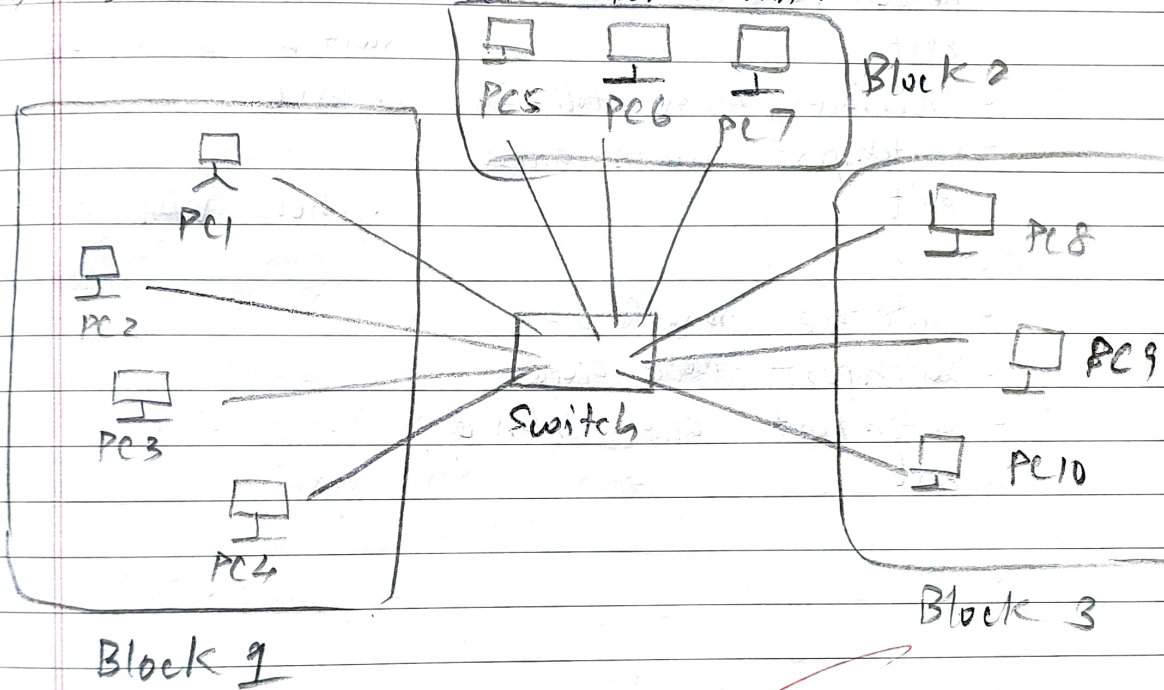 PC5 PC6 PC7
Block 2
PC1
PC2
PC3
PC4
Block 1
Switch
PC8
PC9
PC10
Block 3